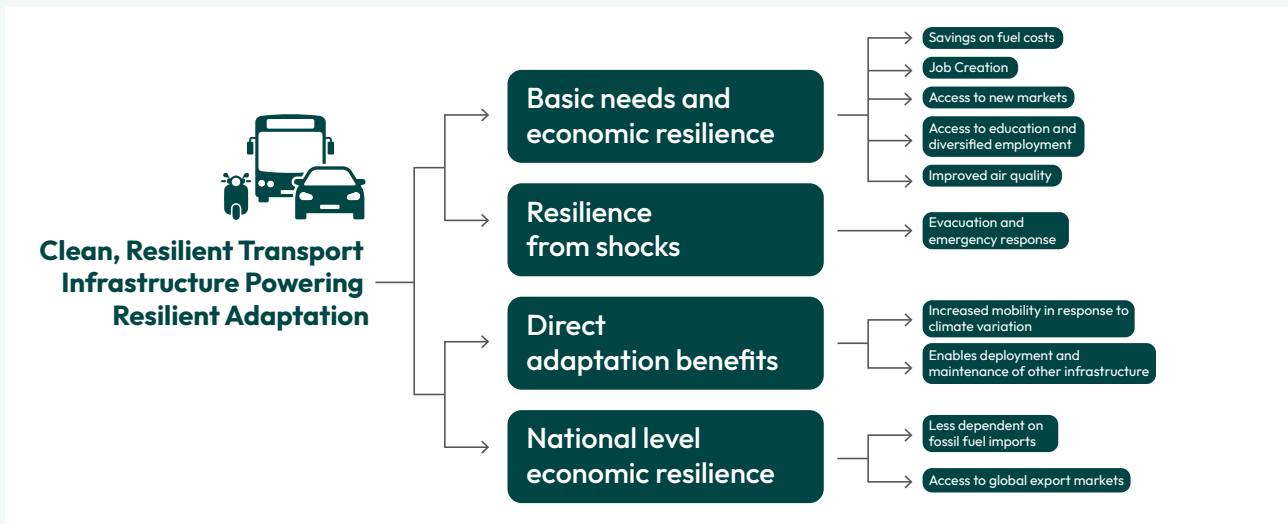 Clean, Resilient Transport
Infrastructure Powering
Resilient Adaptation
Basic needs and
economic resilience
Savings on fuel costs
Job Creation
Access to new markets
Access to education and
diversified employment
Improved air quality
Resilience
from shocks
Evacuation and
emergency response
Direct
adaptation benefits
Increased mobility in response to
climate variation
Enables deployment and
maintenance of other infrastructure
National level
economic resilience
Less dependent on
fossil fuel imports
Access to global export markets